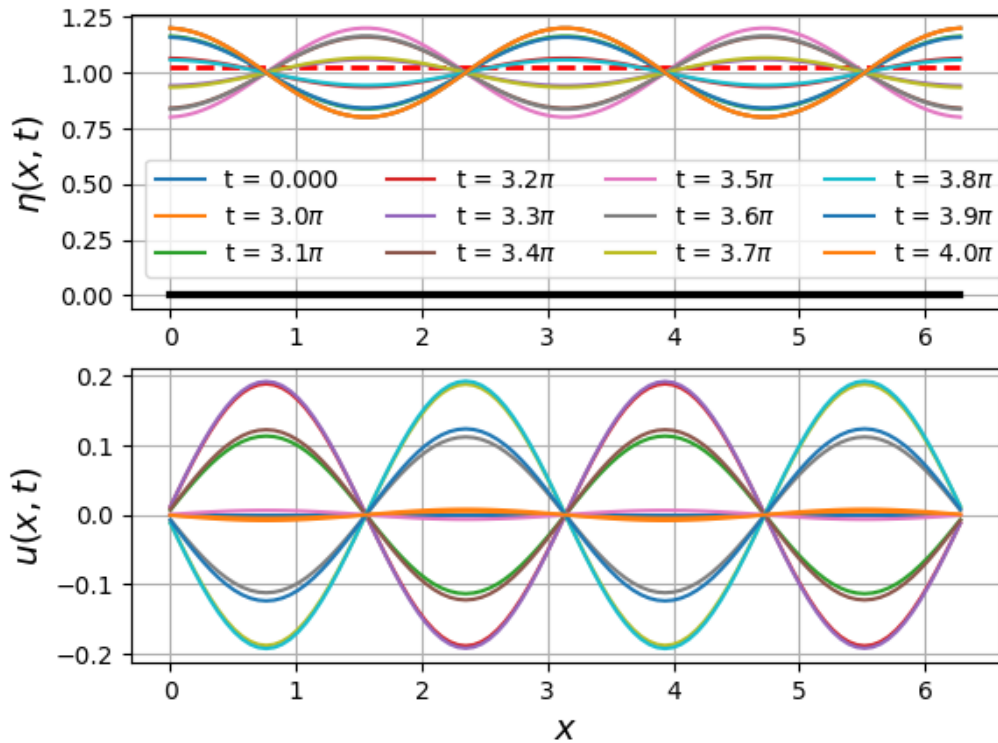 1.25
1.00
0.75
0.50
0.25
0.00
η(x, t)
t = 0.000 t = 3.2π t = 3.5π t = 3.8π
t = 3.0π t = 3.3π t = 3.6π t = 3.9π
t = 3.1π t = 3.4π t = 3.7π t = 4.0π
0 1 2 3 4 5 6
0.2
0.1
0.0
−0.1
−0.2
u(x, t)
0 1 2 3 4 5 6
x